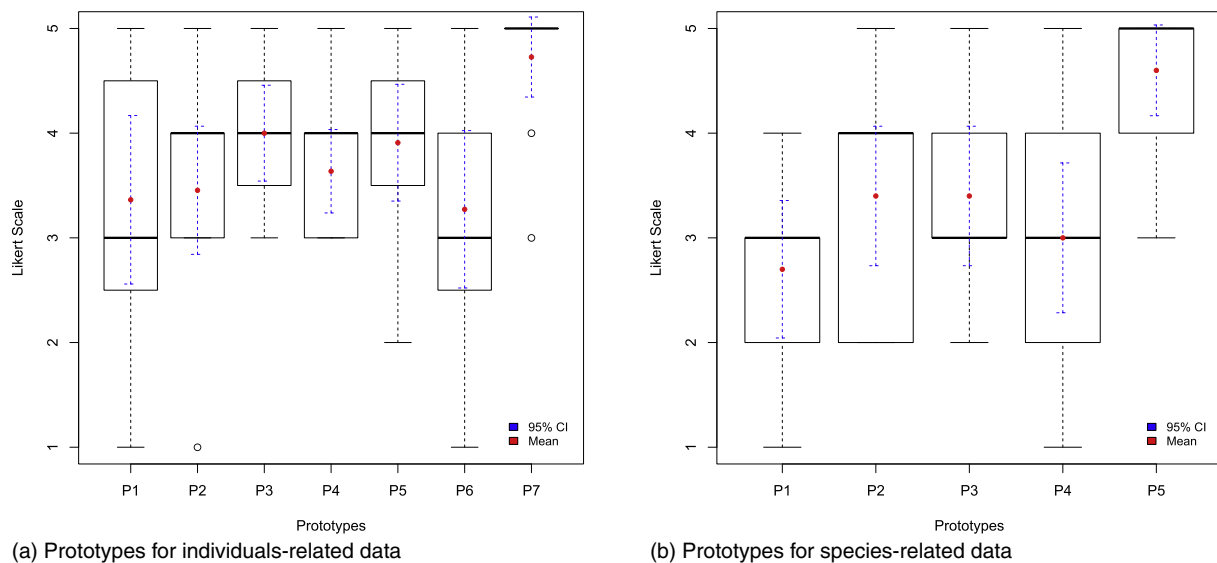 5
4
3
2
1
Likert Scale
95% CI
Mean
P1 P2 P3 P4 P5 P6 P7
Prototypes
(a) Prototypes for individuals-related data
5
4
3
2
1
Likert Scale
95% CI
Mean
P1 P2 P3 P4 P5
Prototypes
(b) Prototypes for species-related data